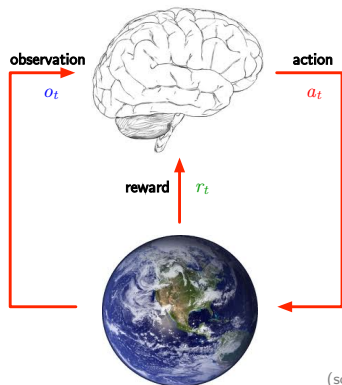 observation
action
o_t
a_t
reward
r_t